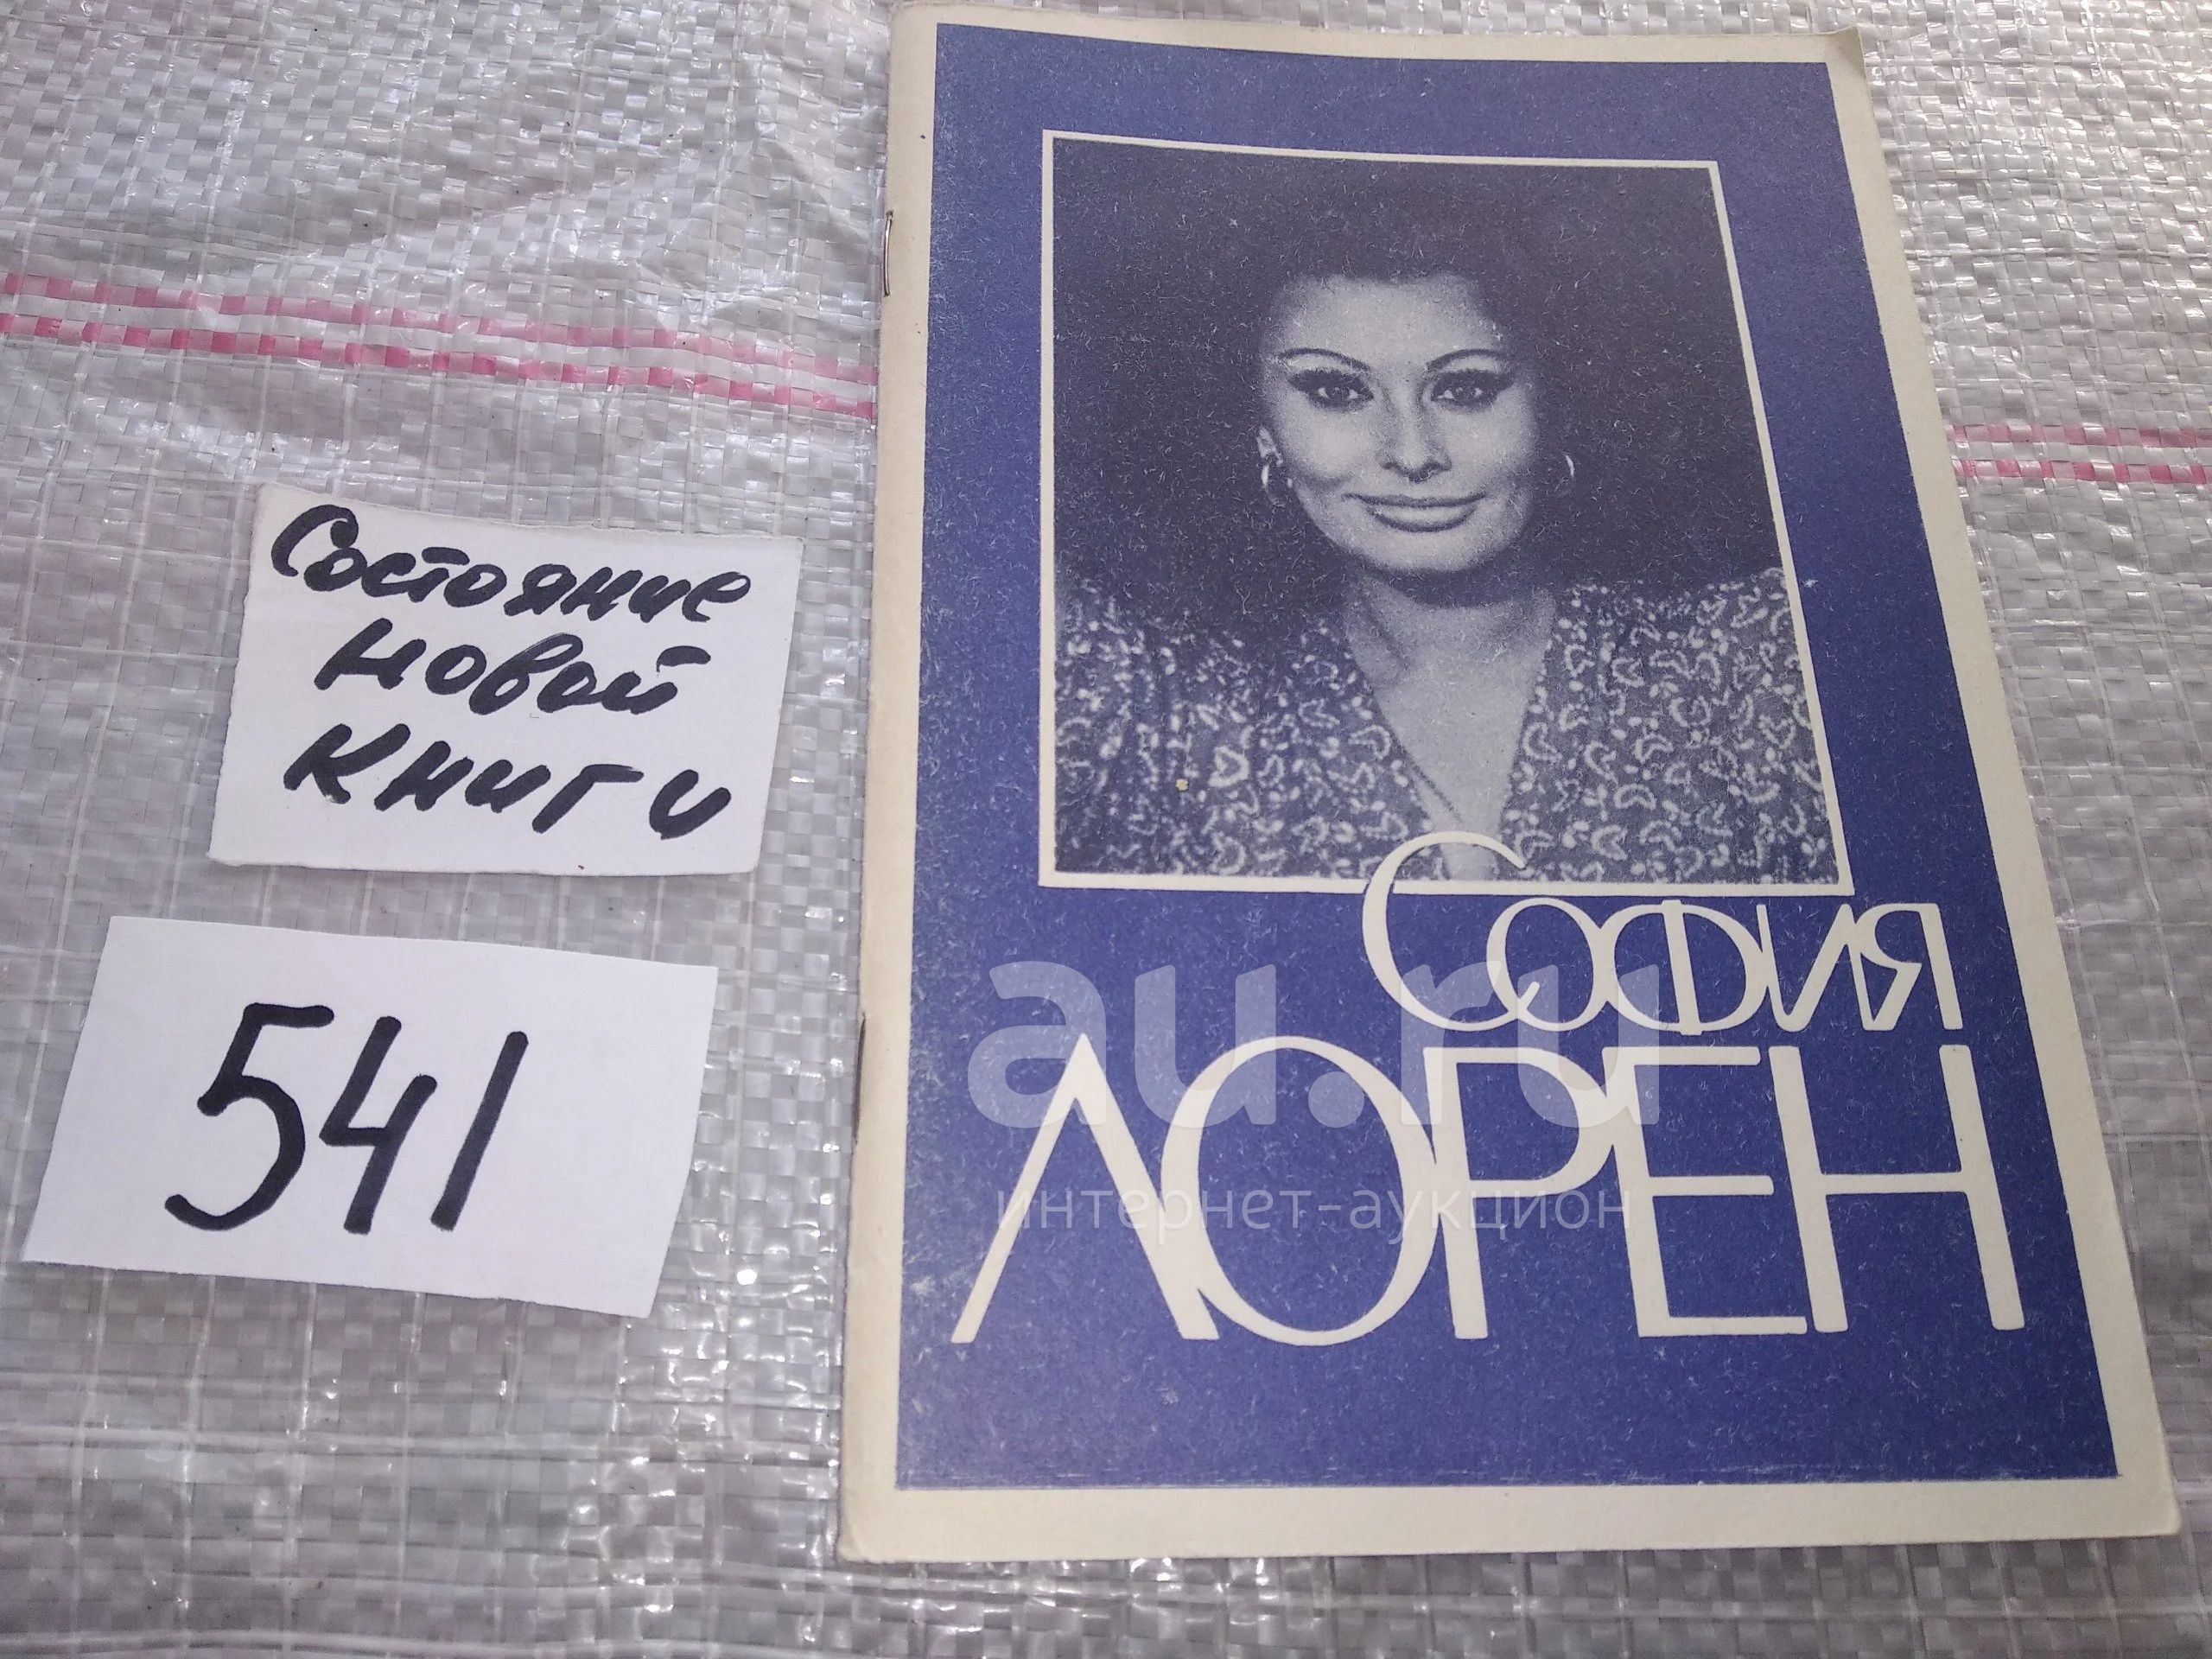 Состояние
новой
книги
541
София
ЛОРЕН
au.ru
интернет-аукцион